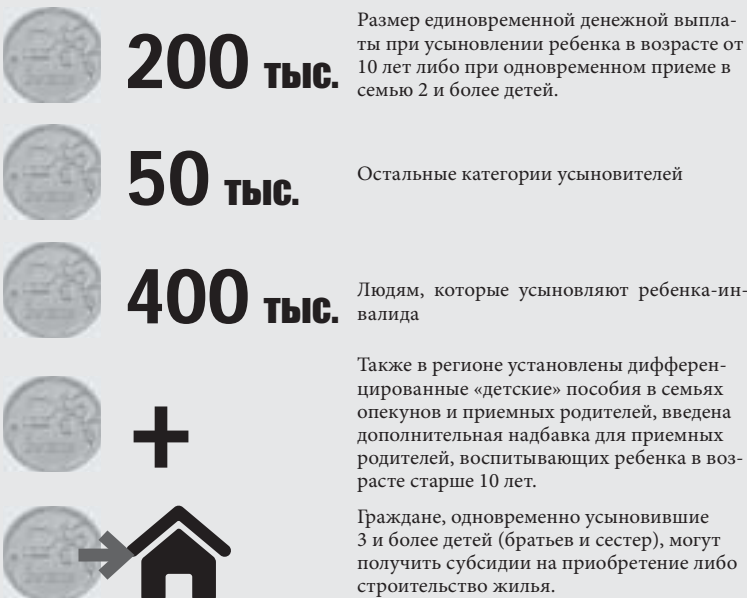 200 тыс.
Размер единовременной денежной выпла-
ты при усыновлении ребенка в возрасте от
10 лет либо при одновременном приеме в
семью 2 и более детей.
50 тыс.
Остальные категории усыновителей
400 тыс.
Людям, которые усыновляют ребенка-ин-
валида
+
Также в регионе установлены дифферен-
цированные «детские» пособия в семьях
опекунов и приемных родителей, введена
дополнительная надбавка для приемных
родителей, воспитывающих ребенка в воз-
расте старше 10 лет.
Граждане, одновременно усыновившие
3 и более детей (братьев и сестер), могут
получить субсидии на приобретение либо
строительство жилья.